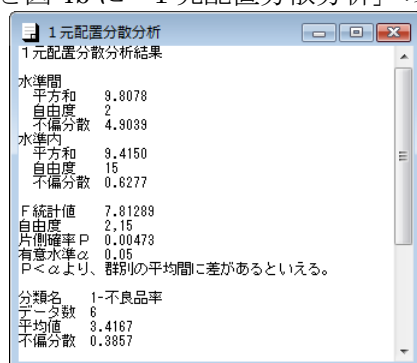 1元配置分散分析
1元配置分散分析結果
水準間
平方和 9.8078
自由度 2
不偏分散 4.9039
水準内
平方和 9.4150
自由度 15
不偏分散 0.6277
F統計値 7.81289
自由度 2,15
片側確率P 0.00473
有意水準α 0.05
P<αより、群別の平均間に差があるといえる。
分類名 1-不良品率
データ数 6
平均値 3.4167
不偏分散 0.3857